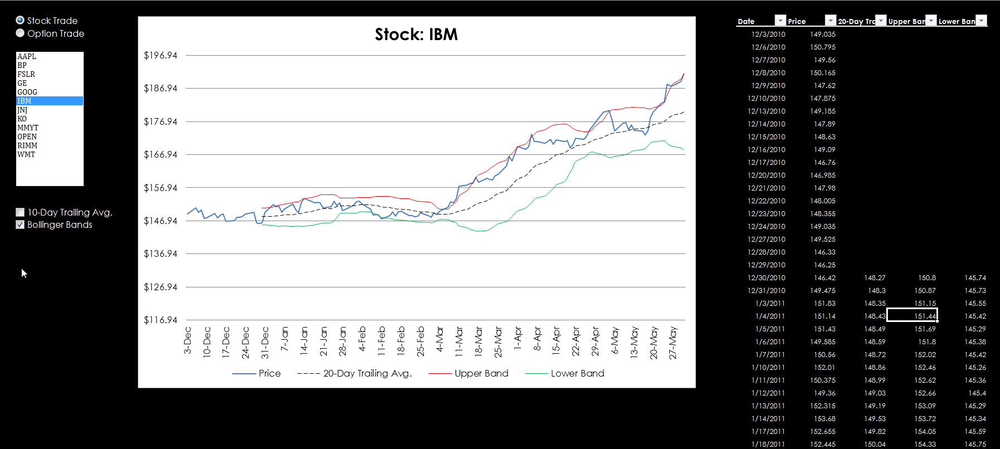 Stock Trade
Option Trade
AAPL
BP
FSLR
GE
GOOG
IBM
JNJ
KO
MMYT
OPEN
RIMM
WMT
10-Day Trailing Avg.
Bollinger Bands
Stock: IBM
$196.94
$186.94
$176.94
$166.94
$156.94
$146.94
$136.94
$126.94
$116.94
3-Dec
10-Dec
17-Dec
24-Dec
31-Dec
7-Jan
14-Jan
21-Jan
28-Jan
4-Feb
11-Feb
18-Feb
25-Feb
4-Mar
11-Mar
18-Mar
25-Mar
1-Apr
8-Apr
15-Apr
22-Apr
29-Apr
6-May
13-May
20-May
27-May
Price 20-Day Trailing Avg. Upper Band Lower Band
Date Price 20-Day Trc Upper Ban Lower Ban
12/3/2010 149.035
12/6/2010 150.795
12/7/2010 149.56
12/8/2010 150.165
12/9/2010 147.62
12/10/2010 147.875
12/13/2010 149.185
12/14/2010 147.89
12/15/2010 148.63
12/16/2010 149.09
12/17/2010 146.76
12/20/2010 146.985
12/21/2010 147.98
12/22/2010 148.005
12/23/2010 148.355
12/24/2010 149.035
12/27/2010 149.525
12/28/2010 146.33
12/29/2010 146.25
12/30/2010 146.42 148.27 150.8 145.74
12/31/2010 149.475 148.3 150.87 145.73
1/3/2011 151.83 148.35 151.15 145.55
1/4/2011 151.14 148.43 151.44 145.42
1/5/2011 151.43 148.49 151.69 145.29
1/6/2011 149.585 148.59 151.8 145.38
1/7/2011 150.56 148.72 152.02 145.42
1/10/2011 152.01 148.86 152.46 145.26
1/11/2011 150.375 148.99 152.62 145.36
1/12/2011 149.36 149.03 152.66 145.4
1/13/2011 152.315 149.19 153.09 145.29
1/14/2011 153.68 149.53 153.72 145.34
1/17/2011 152.655 149.82 154.05 145.59
1/18/2011 152.445 150.04 154.33 145.75